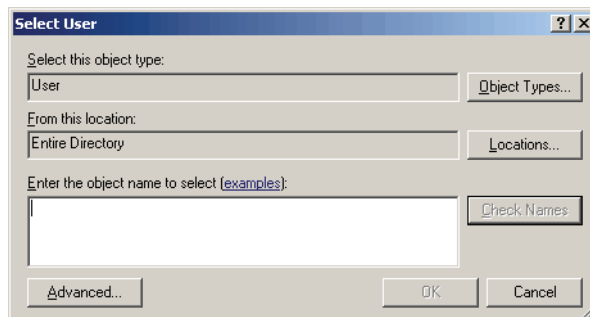 Select User
Select this object type:
User
Object Types...
From this location:
Entire Directory
Locations...
Enter the object name to select (examples):
Check Names
Advanced...
OK
Cancel